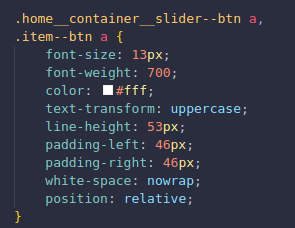 .home__container__slider--btn a,
.item--btn a {
    font-size: 13px;
    font-weight: 700;
    color: #fff;
    text-transform: uppercase;
    line-height: 53px;
    padding-left: 46px;
    padding-right: 46px;
    white-space: nowrap;
    position: relative;
}